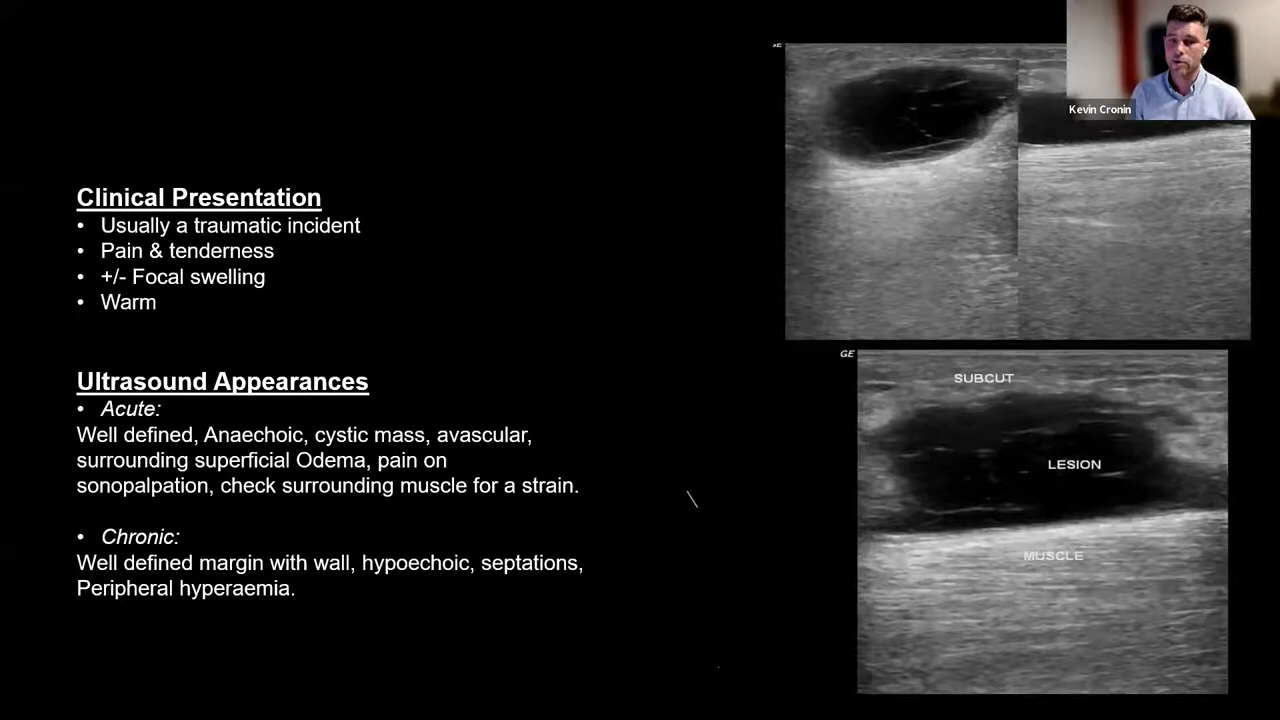 Kevin Cronin
Clinical Presentation
• Usually a traumatic incident
• Pain & tenderness
• +/- Focal swelling
• Warm
Ultrasound Appearances
• Acute:
Well defined, Anaechoic, cystic mass, avascular,
surrounding superficial Odema, pain on
sonopalpation, check surrounding muscle for a strain.
• Chronic:
Well defined margin with wall, hypoechoic, septations,
Peripheral hyperaemia.
GE
SUBCUT
LESION
MUSCLE